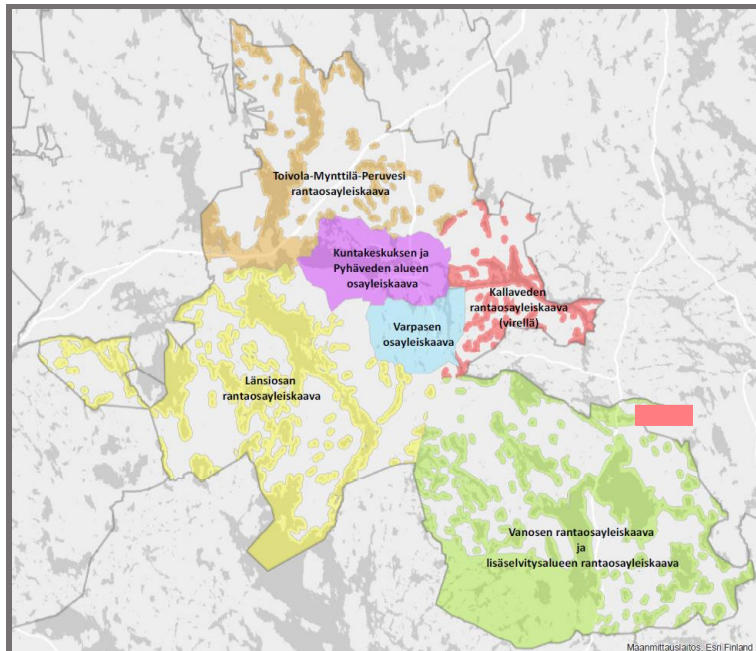 Toivola-Mynttilä-Peruvesi
rantaosayleiskaava
Kuntakeskuksen ja
Pyhäveden alueen
osayleiskaava
Kallaveden
rantaosayleiskaava
(virellä)
Varpasen
osayleiskaava
Länsiosan
rantaosayleiskaava
Vanosen rantaosayleiskaava
ja
lisäselvitysalueen rantaosayleiskaava
Maanmittauslaitos, Esri Finland